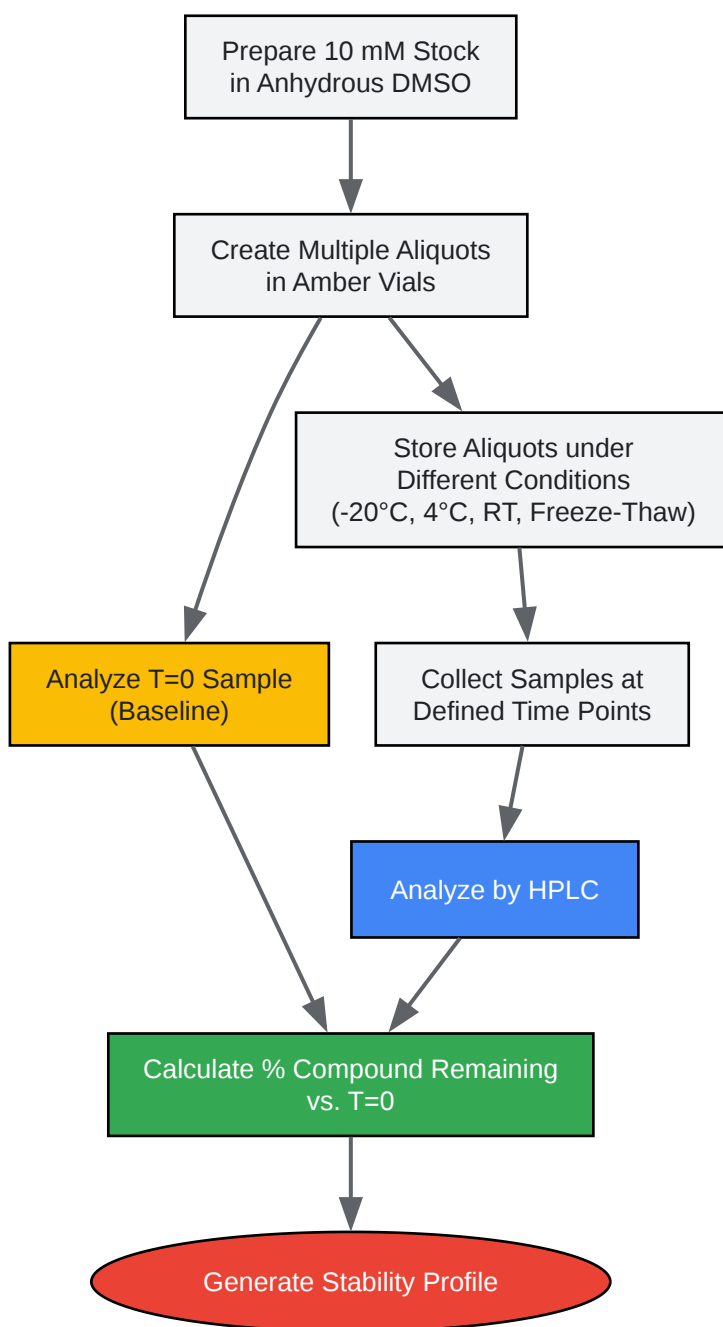 Prepare 10 mM Stock
in Anhydrous DMSO
Create Multiple Aliquots
in Amber Vials
Store Aliquots under
Different Conditions
(-20°C, 4°C, RT, Freeze-Thaw)
Analyze T=0 Sample
(Baseline)
Collect Samples at
Defined Time Points
Analyze by HPLC
Calculate % Compound Remaining
vs. T=0
Generate Stability Profile